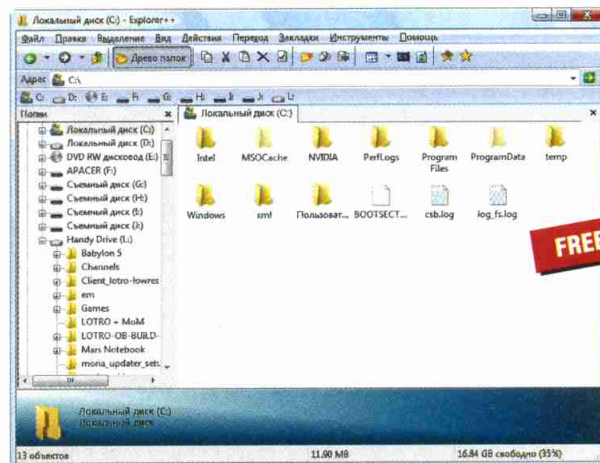 Локальный диск (C:) - Explorer++
Файл Правка Выделение Вид Действия Переход Закладки Инструменты Помощь
Древо папок
Адрес C:\
C: D: E: F: G: H: I: J: L:
Папки
Локальный диск (C:)
Локальный диск (C:)
Локальный диск (D:)
DVD RW дисковод (E:)
APACER (F:)
Съемный диск (G:)
Съемный диск (H:)
Съемный диск (I:)
Съемный диск (J:)
Handy Drive (L:)
Babylon 5
Channels
Client_lotro-lowres
em
Games
LOTRO + MoM
LOTRO-OB-BUILD-
Mars Notebook
moria_updater_sets
Intel MSOCache NVIDIA PerfLogs Program Files ProgramData temp
Windows xml Пользоват... BOOTSECT... csb.log log_fs.log
FREE
Локальный диск (C:)
Локальный диск
13 объектов 11.90 MB 16.84 GB свободно (35%)